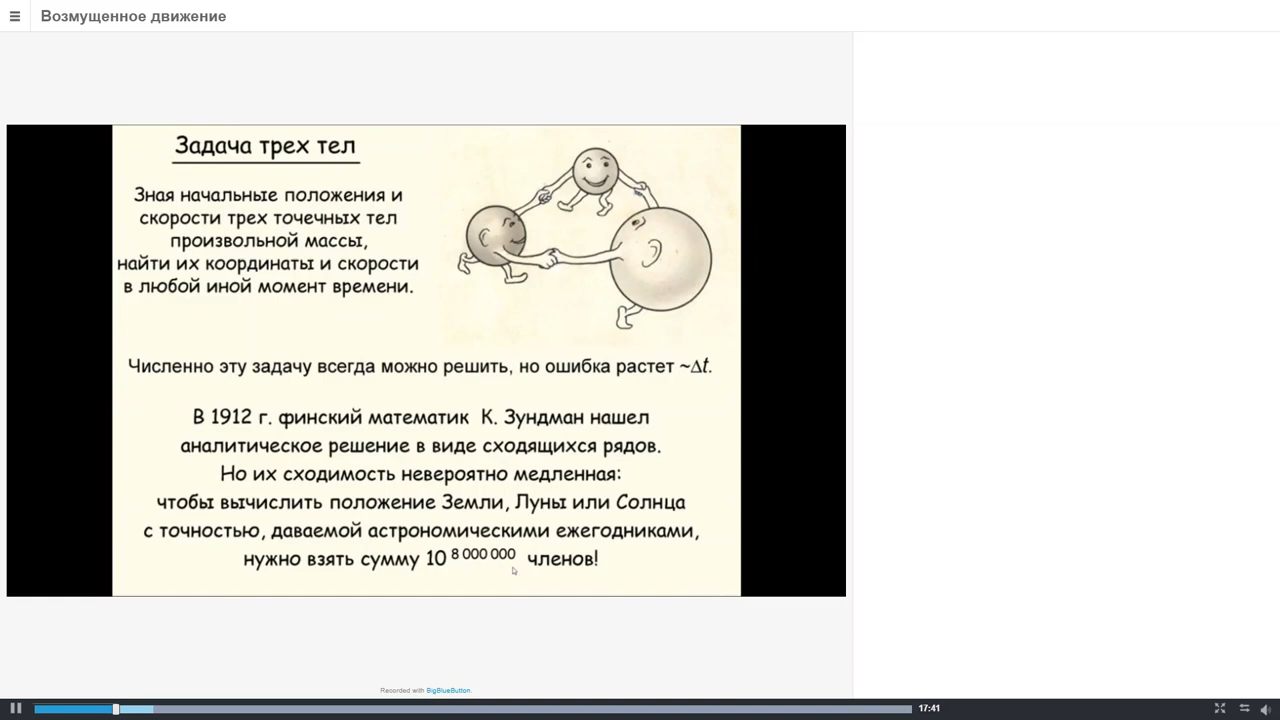 Возмущенное движение
Задача трех тел
Зная начальные положения и
скорости трех точечных тел
произвольной массы,
найти их координаты и скорости
в любой иной момент времени.
Численно эту задачу всегда можно решить, но ошибка растет ~Δt.
В 1912 г. финский математик К. Зундман нашел
аналитическое решение в виде сходящихся рядов.
Но их сходимость невероятно медленная:
чтобы вычислить положение Земли, Луны или Солнца
с точностью, даваемой астрономическими ежегодниками,
нужно взять сумму 10 8 000 000 членов!
Recorded with BigBlueButton.
17:41